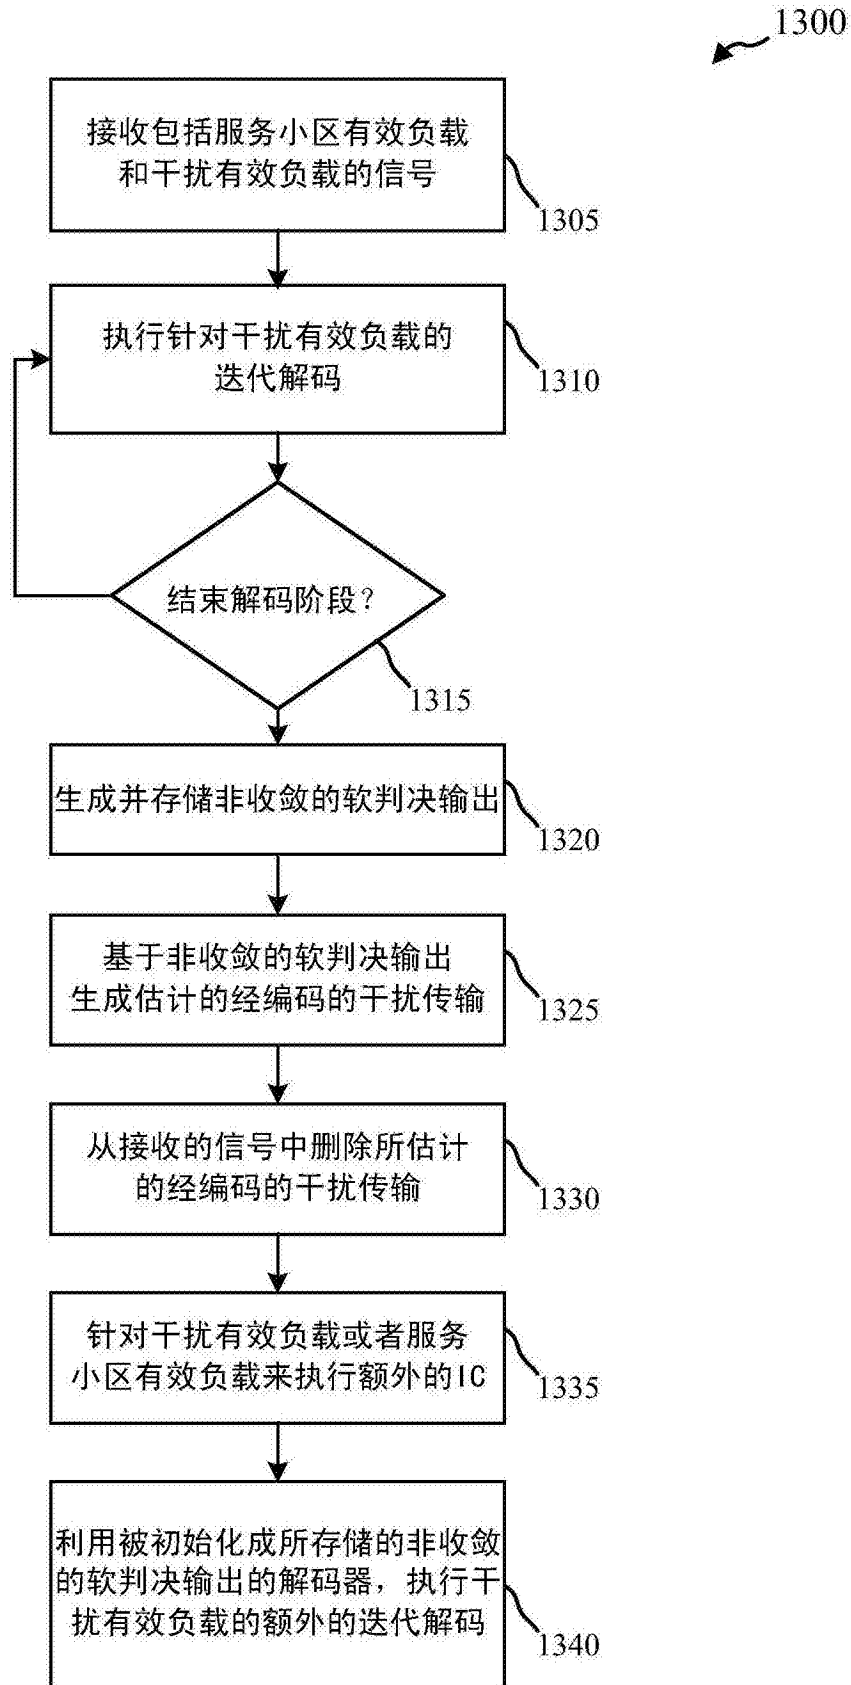 1300
接收包括服务小区有效负载
和干扰有效负载的信号
1305
执行针对干扰有效负载的
迭代解码
1310
结束解码阶段？
1315
生成并存储非收敛的软判决输出
1320
基于非收敛的软判决输出
生成估计的经编码的干扰传输
1325
从接收的信号中删除所估计
的经编码的干扰传输
1330
针对干扰有效负载或者服务
小区有效负载来执行额外的IC
1335
利用被初始化成所存储的非收敛
的软判决输出的解码器，执行干
扰有效负载的额外的迭代解码
1340